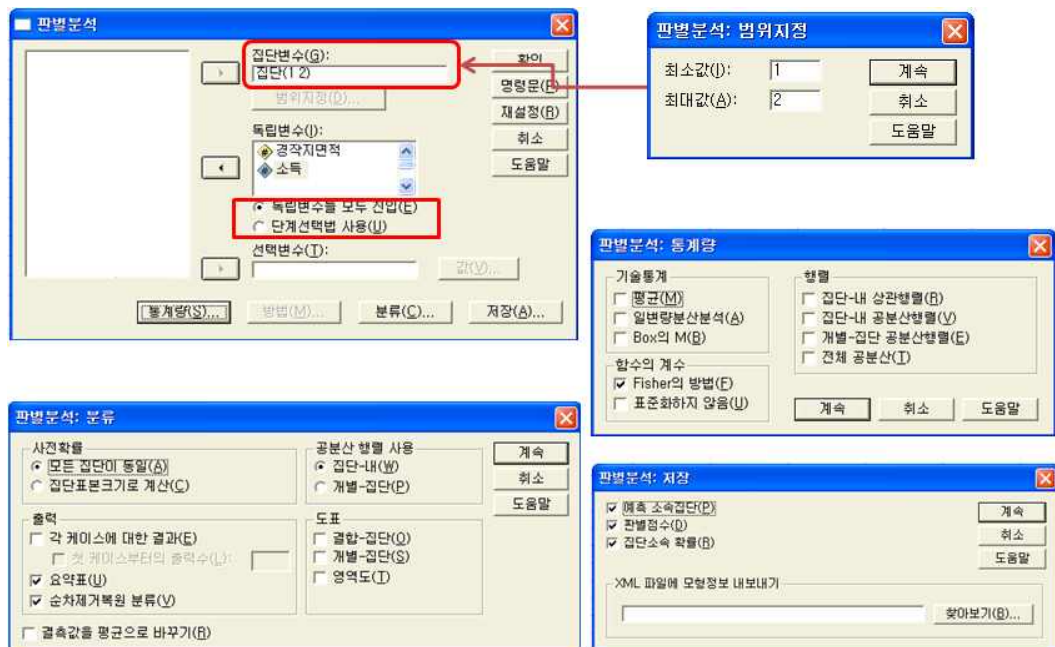 판별분석
집단변수(G):
집단(1 2)
범위지정(D)...
독립변수(I):
경작지면적
소득
독립변수를 모두 진입(E)
단계선택법 사용(U)
선택변수(T):
값(V)...
확인
명령문(P)
재설정(R)
취소
도움말
통계량(S)...
방법(M)...
분류(C)...
저장(A)...
판별분석: 범위지정
최소값(I): 1
최대값(A): 2
계속
취소
도움말
판별분석: 통계량
기술통계
평균(M)
일변량분산분석(A)
Box의 M(B)
함수의 계수
Fisher의 방법(F)
표준화하지 않음(U)
행렬
집단-내 상관행렬(R)
집단-내 공분산행렬(V)
개별-집단 공분산행렬(E)
전체 공분산(T)
계속
취소
도움말
판별분석: 분류
사전확률
모든 집단이 동일(A)
집단표본크기로 계산(C)
공분산 행렬 사용
집단-내(W)
개별-집단(P)
계속
취소
도움말
출력
각 케이스에 대한 결과(E)
첫 케이스부터의 출력수(L):
요약표(U)
순차제거복원 분류(V)
도표
결합-집단(O)
개별-집단(S)
영역도(T)
결측값을 평균으로 바꾸기(R)
판별분석: 저장
예측 소속집단(P)
판별점수(D)
집단소속 확률(R)
계속
취소
도움말
XML 파일에 모형정보 내보내기
찾아보기(B)...